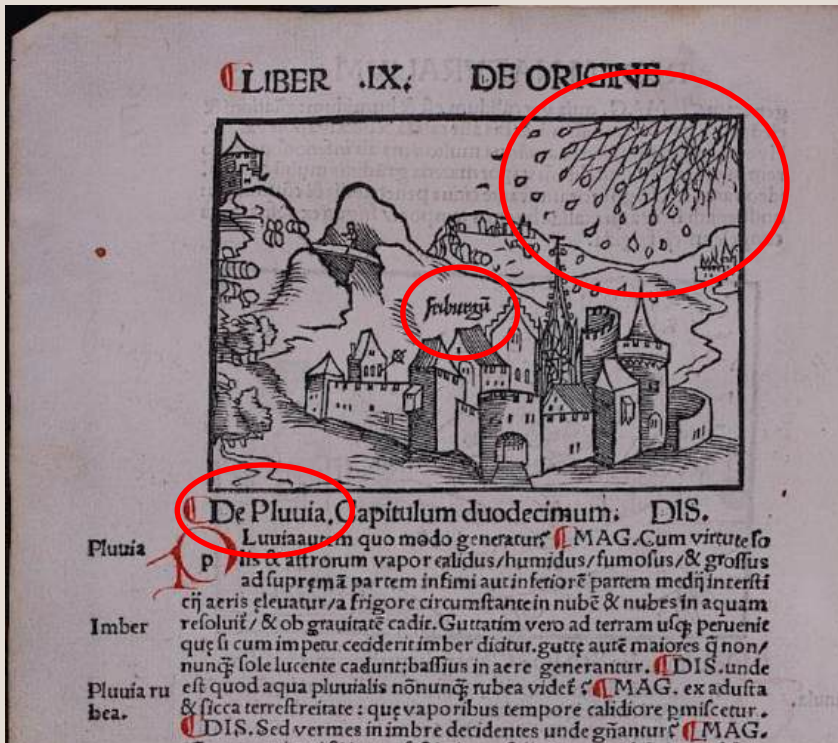 ¶LIBER .IX: DE ORIGINE
friburgū
¶De Pluuia. Capitulum duodecimum: DIS.
Pluuia
pLuuia autem quo modo generatur? ¶MAG.Cum virtute so
lis & astrorum vapor calidus/humidus/fumosus/& grossus
ad supremā partem infimi aut inferiorē partem medij intersti
cij aeris eleuatur/a frigore circumstante in nubē & nubes in aquam
Imber
resoluit/& ob grauitatē cadit. Guttatim vero ad terram usq; peruenit
que si cum impetu ceciderit imber dicitur. gutte autē maiores q̄ non/
nunq̄; sole lucente cadunt: bassius in aere generantur. ¶DIS. unde
Pluuia ru
bea.
est quod aqua pluuialis nōnunq̄; rubea videt? ¶MAG. ex adusta
& sicca terrestreitate: que vaporibus tempore calidiore pmiscetur.
¶DIS. Sed vermes in imbre decidentes unde gñantur? ¶MAG.